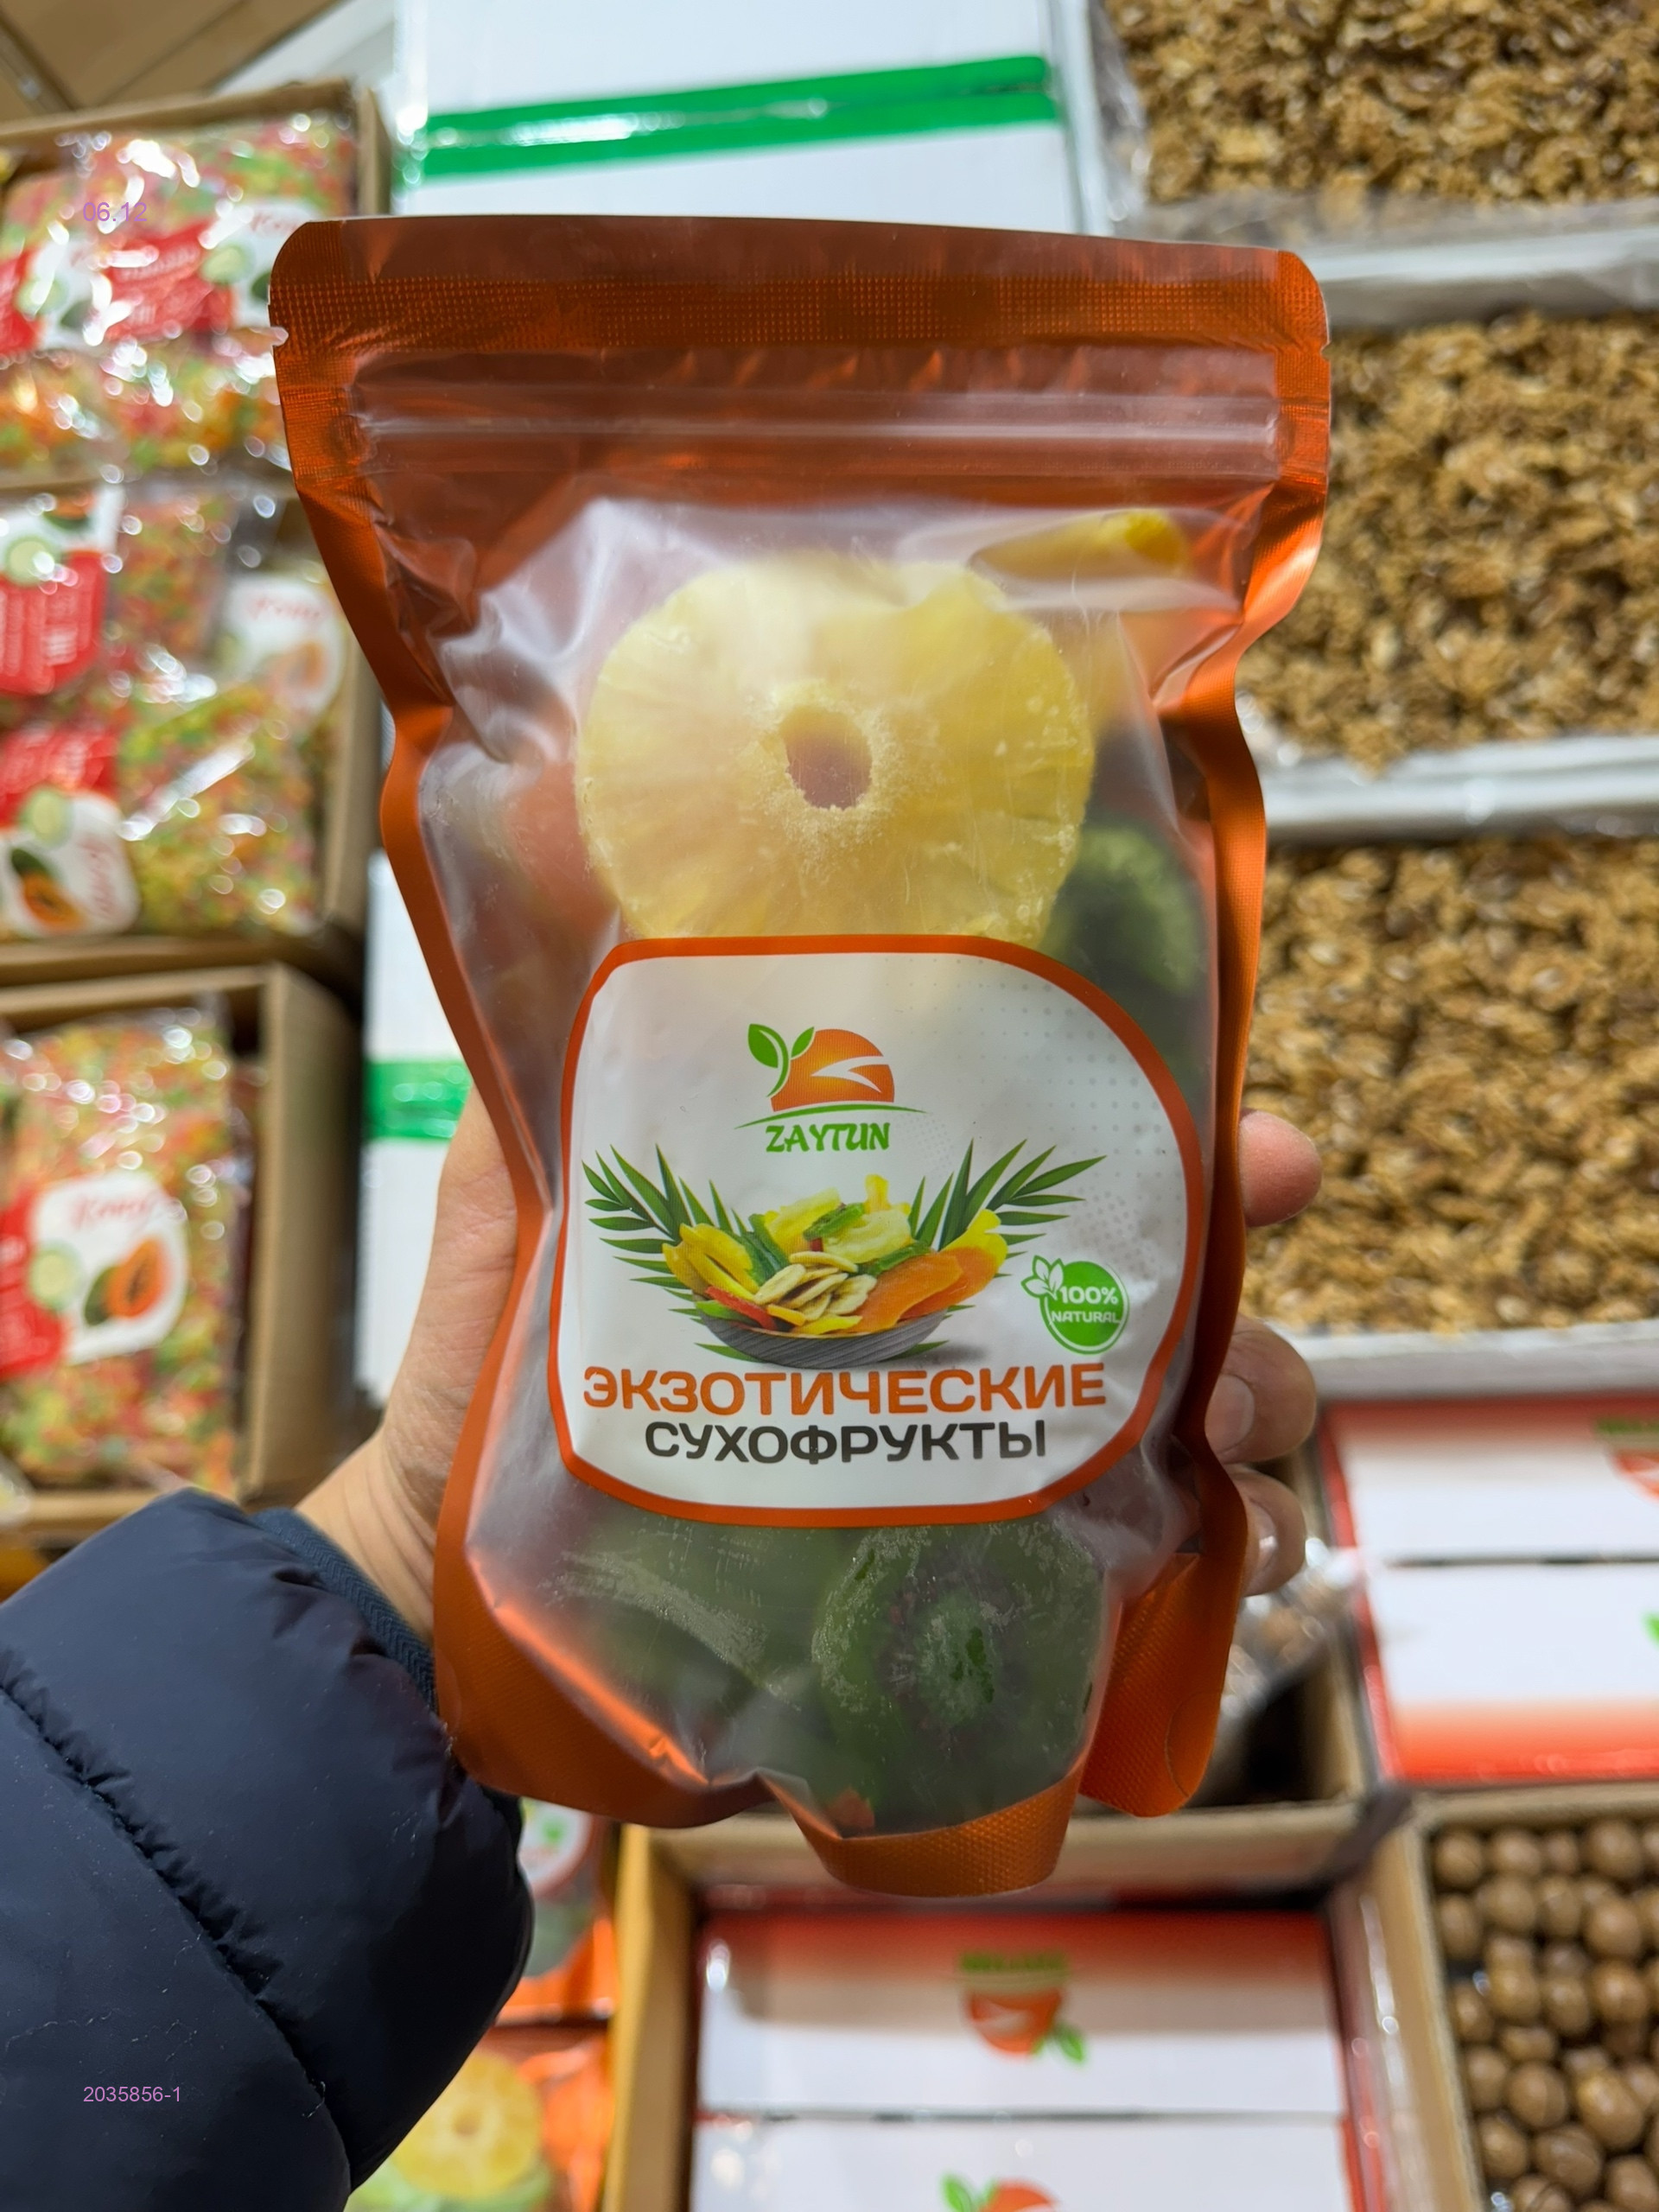 06.12
ZAYTUN
100%
NATURAL
ЭКЗОТИЧЕСКИЕ
СУХОФРУКТЫ
2035856-1